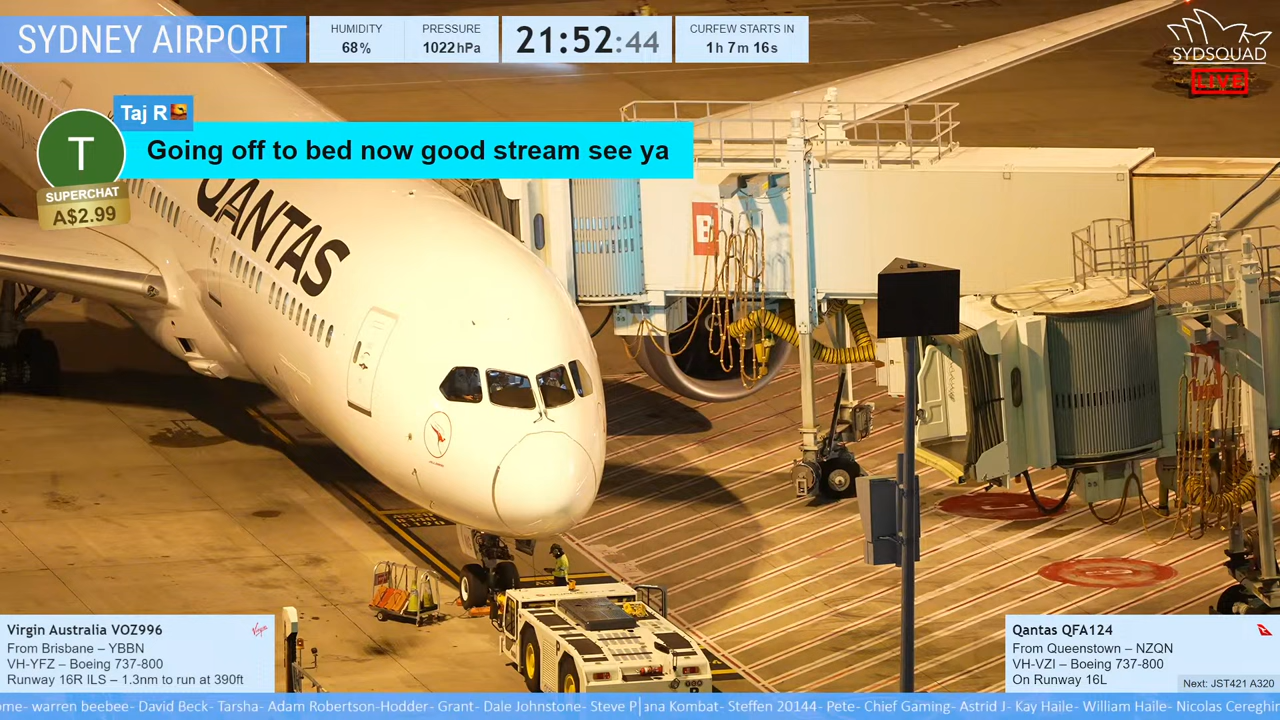 SYDNEY AIRPORT
HUMIDITY
68%
PRESSURE
1022hPa
21:52:44
CURFEW STARTS IN
1h 7m 16s
SYDSQUAD
LIVE
Taj R
T
Going off to bed now good stream see ya
SUPERCHAT
A$2.99
QANTAS
B
Virgin Australia VOZ996
Virgin
From Brisbane – YBBN
VH-YFZ – Boeing 737-800
Runway 16R ILS – 1.3nm to run at 390ft
Qantas QFA124
From Queenstown – NZQN
VH-VZI – Boeing 737-800
On Runway 16L
Next: JST421 A320
P
ome- warren beebee- David Beck- Tarsha- Adam Robertson-Hodder- Grant- Dale Johnstone- Steve P
ana Kombat- Steffen 20144- Pete- Chief Gaming- Astrid J- Kay Haile- William Haile- Nicolas Cereghin